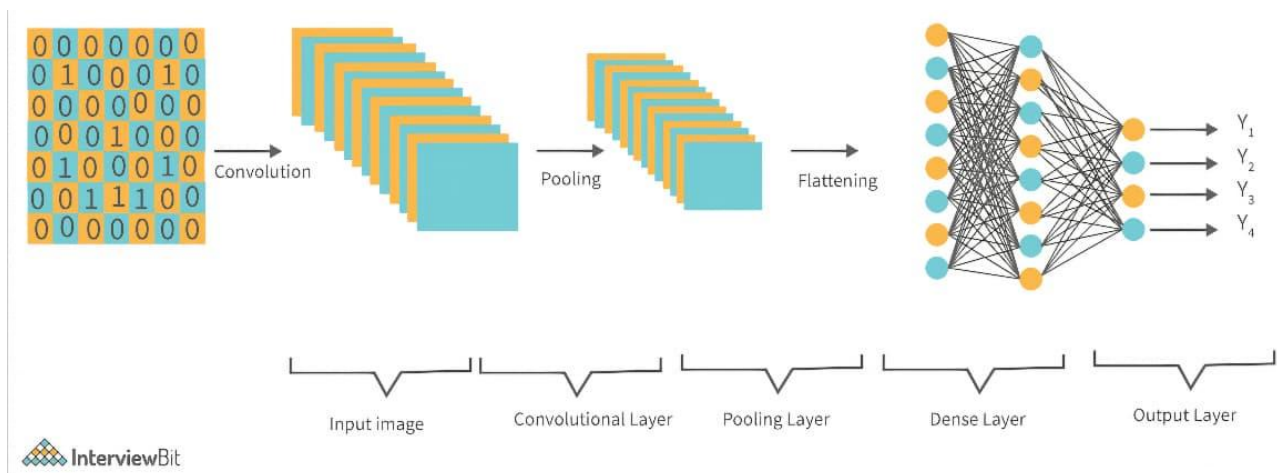 0 0 0 0 0 0 0
0 1 0 0 0 1 0
0 0 0 0 0 0 0
0 0 0 1 0 0 0
0 1 0 0 0 1 0
0 0 1 1 1 0 0
0 0 0 0 0 0 0
Convolution
Pooling
Flattening
Y1
Y2
Y3
Y4
Input image
Convolutional Layer
Pooling Layer
Dense Layer
Output Layer
InterviewBit